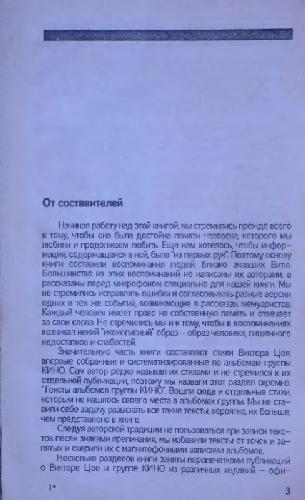 От составителей
Начиная работу над этой книгой, мы стремились прежде всего
к тому, чтобы она была достойна памяти человека, которого мы
любили и продолжаем любить. Еще нам хотелось, чтобы инфор-
мация, содержащаяся в ней, была "из первых рук". Поэтому основу
книги составили воспоминания людей, близко знавших Витю.
Большинство из этих воспоминаний не написаны их авторами, а
рассказаны перед микрофоном специально для нашей книги. Мы
не стремились исправлять ошибки и согласовывать разные версии
одних и тех же событий, возникающие в рассказах мемуаристов.
Каждый человек имеет право на собственную память и отвечает
за свои слова. Не стремились мы и к тому, чтобы в воспоминаниях
возникал некий "иконописный" образ – образ человека, лишенного
недостатков и слабостей.
Значительную часть книги составляют стихи Виктора Цоя,
впервые собранные и систематизированные по альбомам группы
КИНО. Сам автор редко называл их стихами и не стремился к их
отдельной публикации, поэтому мы назвали этот раздел скромно:
"Тексты альбомов группы КИНО". Вошли сюда и отдельные стихи,
которым не нашлось своего места в альбомах группы. Мы не ста-
вили себе задачу разыскать все такие тексты, вероятно, их больше,
чем представлено в книге.
Следуя авторской традиции не пользоваться при записи текс-
тов песен знаками препинания, мы избавили тексты от точек и за-
пятых и сверили их с магнитофонными записями альбомов.
Несколько разделов книги заняты перепечатками публикаций
о Викторе Цое и группе КИНО из различных изданий – офи-
1*
3